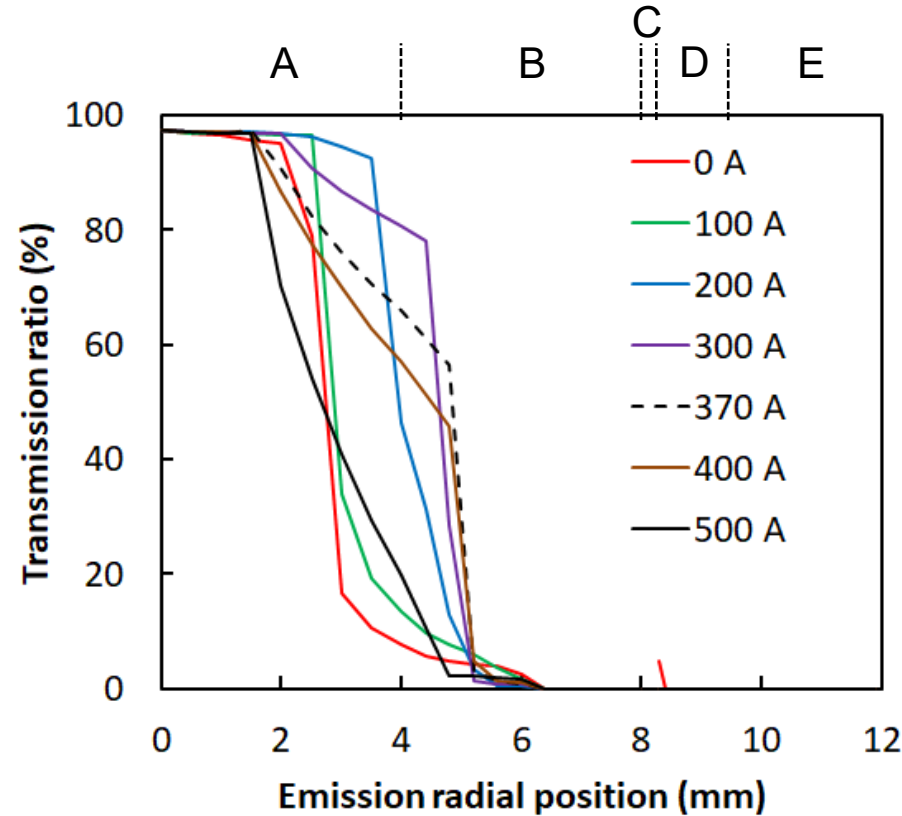 C
A B D E
100
80
60
40
20
0
Transmission ratio (%)
0 A
100 A
200 A
300 A
370 A
400 A
500 A
0 2 4 6 8 10 12
Emission radial position (mm)